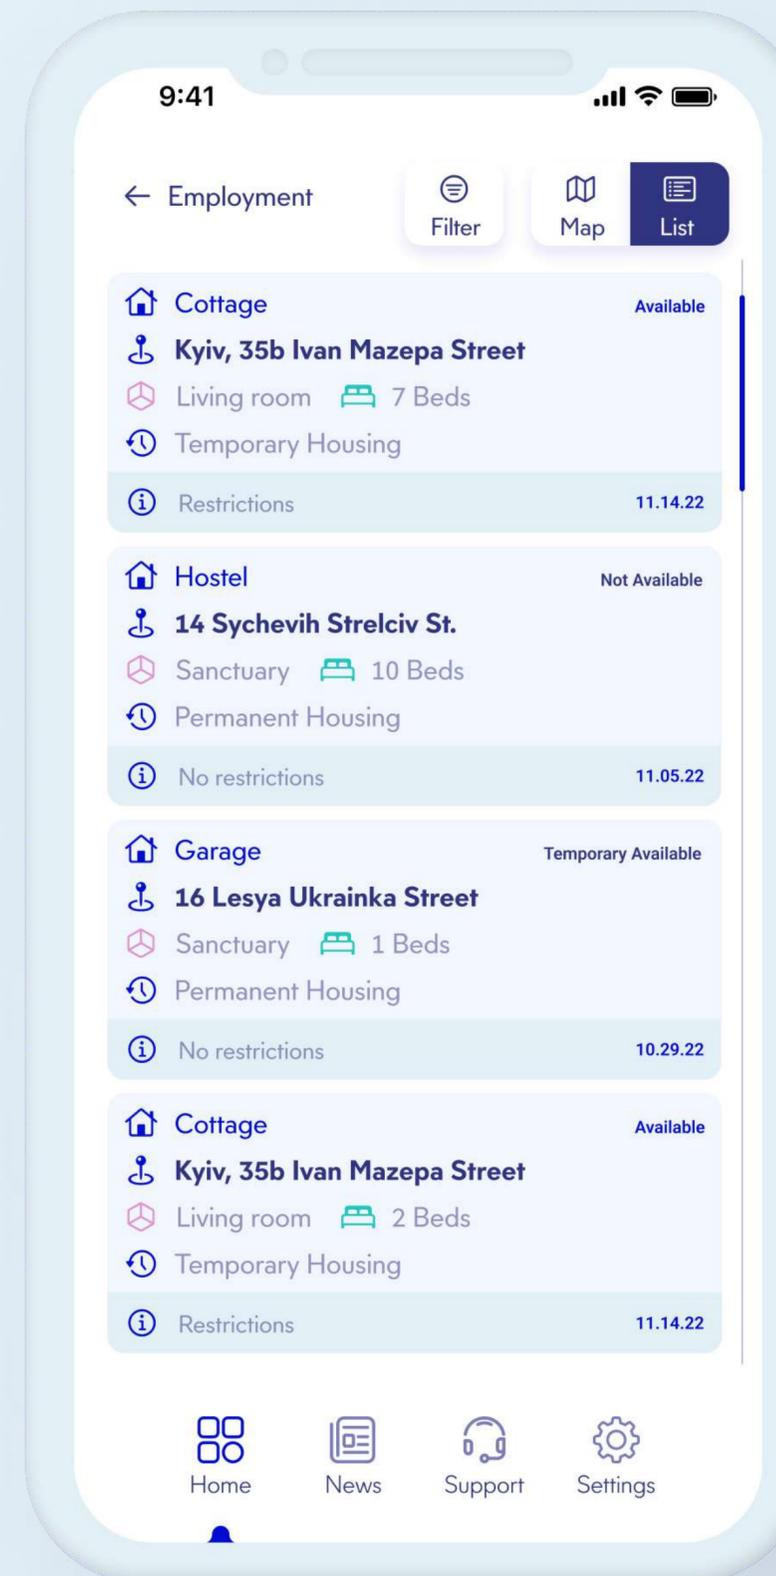 9:41
Employment
Filter
Map
List
Cottage
Available
Kyiv, 35b Ivan Mazepa Street
Living room 7 Beds
Temporary Housing
Restrictions
11.14.22
Hostel
Not Available
14 Sychevih Strelciv St.
Sanctuary 10 Beds
Permanent Housing
No restrictions
11.05.22
Garage
Temporary Available
16 Lesya Ukrainka Street
Sanctuary 1 Beds
Permanent Housing
No restrictions
10.29.22
Cottage
Available
Kyiv, 35b Ivan Mazepa Street
Living room 2 Beds
Temporary Housing
Restrictions
11.14.22
Home
News
Support
Settings